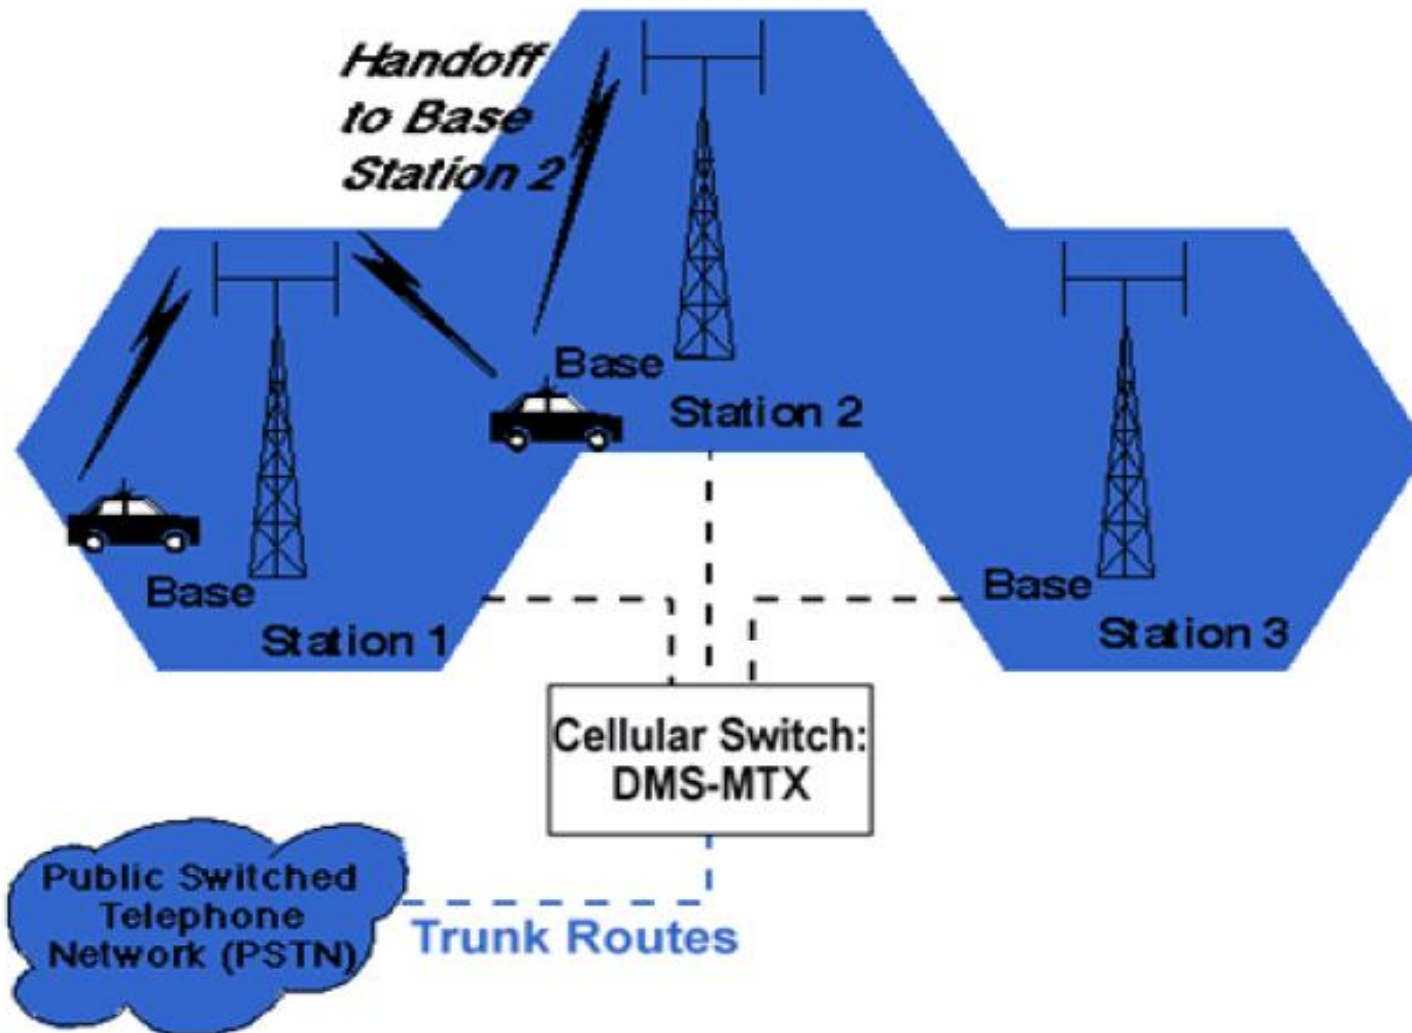 Handoff
to Base
Station 2
Base
Station 2
Base
Station 1
Base
Station 3
Cellular Switch:
DMS-MTX
Public Switched
Telephone
Network (PSTN)
Trunk Routes